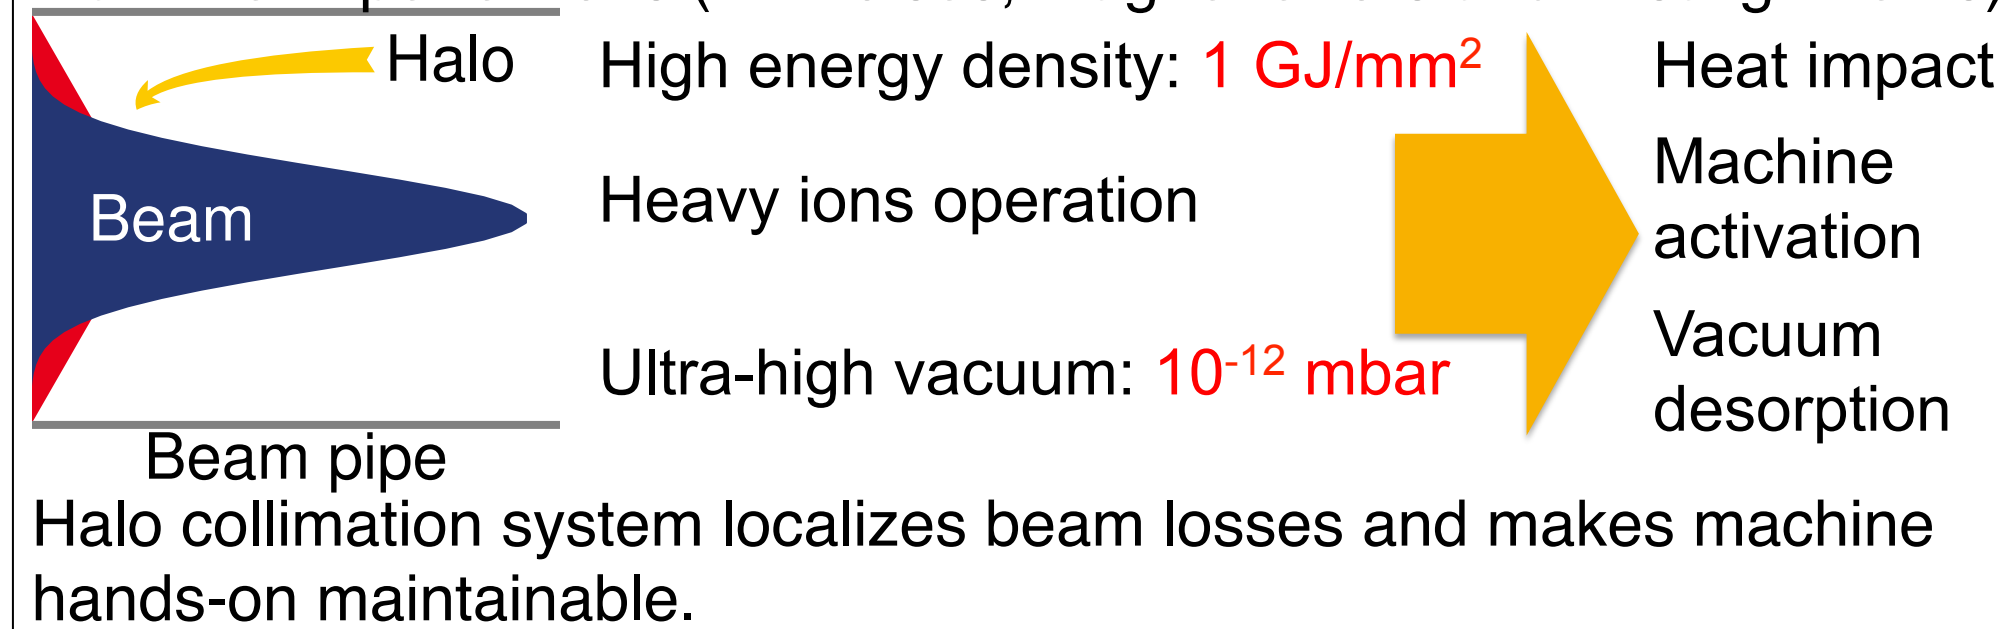 Halo
High energy density: 1 GJ/mm²
Heat impact
Beam
Heavy ions operation
Machine
activation
Ultra-high vacuum: 10⁻¹² mbar
Vacuum
desorption
Beam pipe
Halo collimation system localizes beam losses and makes machine
hands-on maintainable.